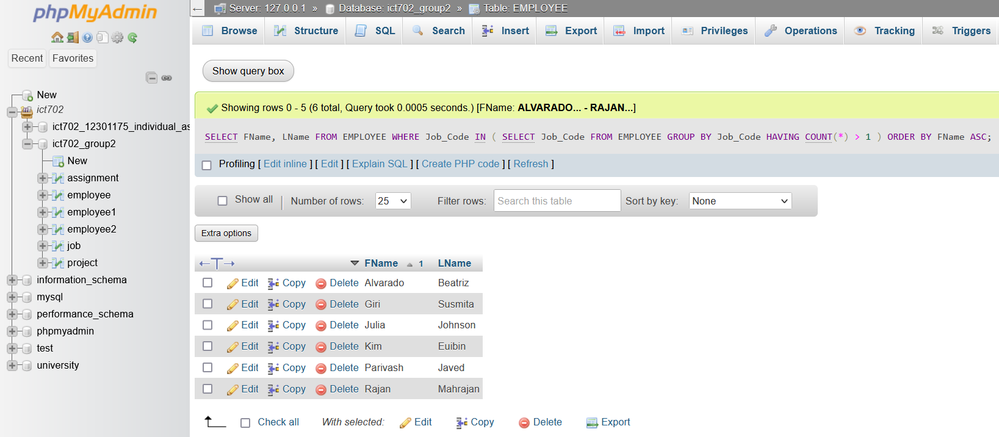 phpMyAdmin
Recent Favorites
New
ict702
ict702_12301175_individual_as
ict702_group2
New
assignment
employee
employee1
employee2
job
project
information_schema
mysql
performance_schema
phpmyadmin
test
university
Server: 127.0.0.1 » Database: ict702_group2 » Table: EMPLOYEE
Browse Structure SQL Search Insert Export Import Privileges Operations Tracking Triggers
Show query box
Showing rows 0 - 5 (6 total, Query took 0.0005 seconds.) [FName: ALVARADO... - RAJAN...]
SELECT FName, LName FROM EMPLOYEE WHERE Job_Code IN ( SELECT Job_Code FROM EMPLOYEE GROUP BY Job_Code HAVING COUNT(*) > 1 ) ORDER BY FName ASC;
Profiling [ Edit inline ] [ Edit ] [ Explain SQL ] [ Create PHP code ] [ Refresh ]
Show all Number of rows: 25 Filter rows: Search this table Sort by key: None
Extra options
FName 1 LName
Edit Copy Delete Alvarado Beatriz
Edit Copy Delete Giri Susmita
Edit Copy Delete Julia Johnson
Edit Copy Delete Kim Euibin
Edit Copy Delete Parivash Javed
Edit Copy Delete Rajan Mahrajan
Check all With selected: Edit Copy Delete Export